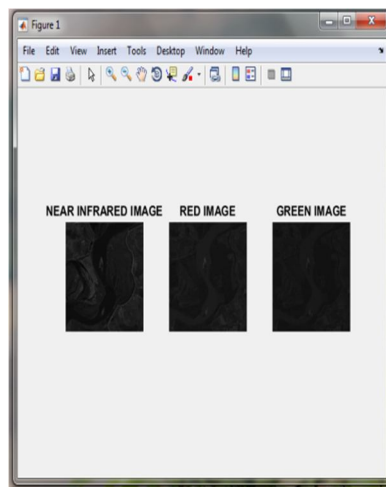 Figure 1
File Edit View Insert Tools Desktop Window Help
NEAR INFRARED IMAGE RED IMAGE GREEN IMAGE